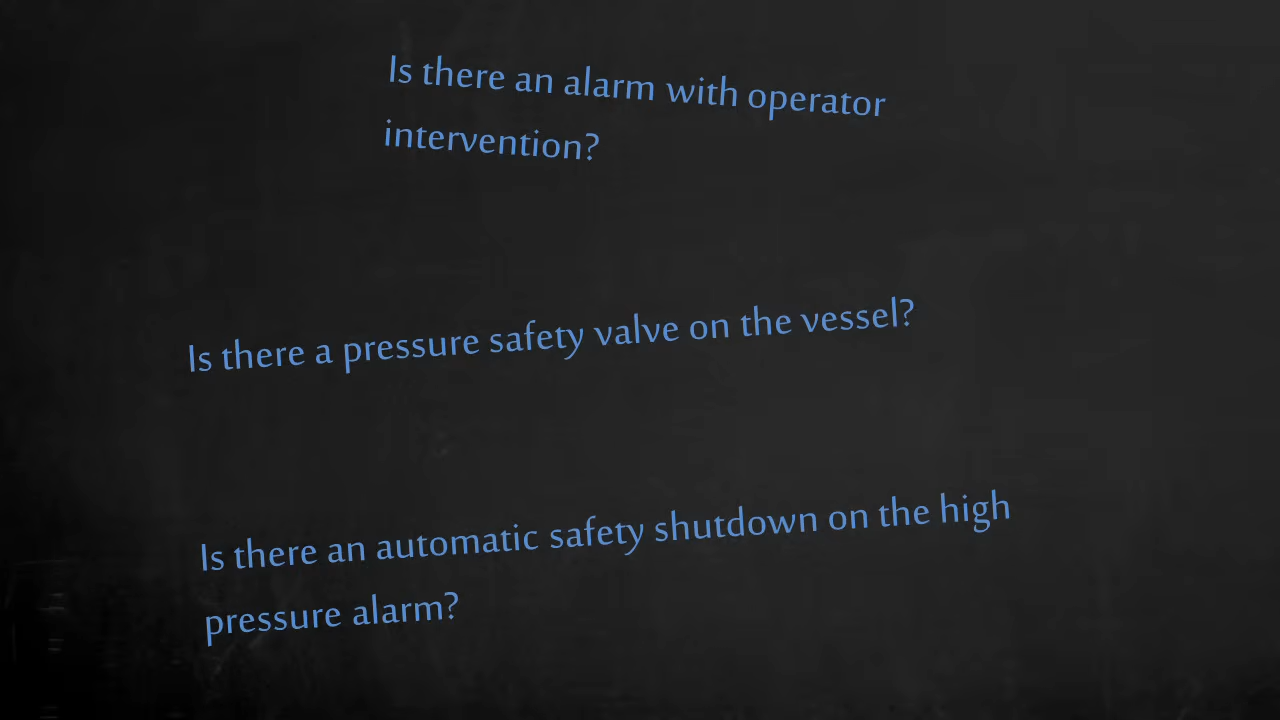 Is there an alarm with operator
intervention?
Is there a pressure safety valve on the vessel?
Is there an automatic safety shutdown on the high
pressure alarm?